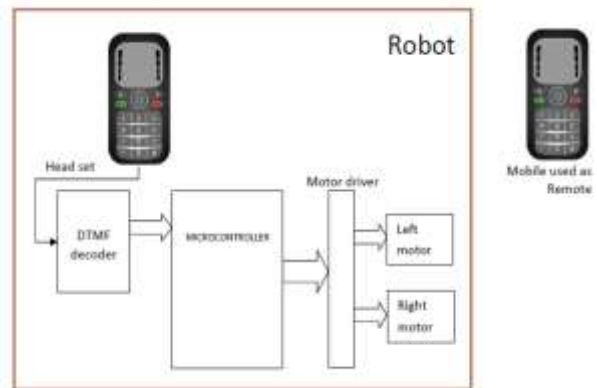 Robot
Head set
DTMF
decoder
MICROCONTROLLER
Motor driver
Left
motor
Right
motor
Mobile used as
Remote